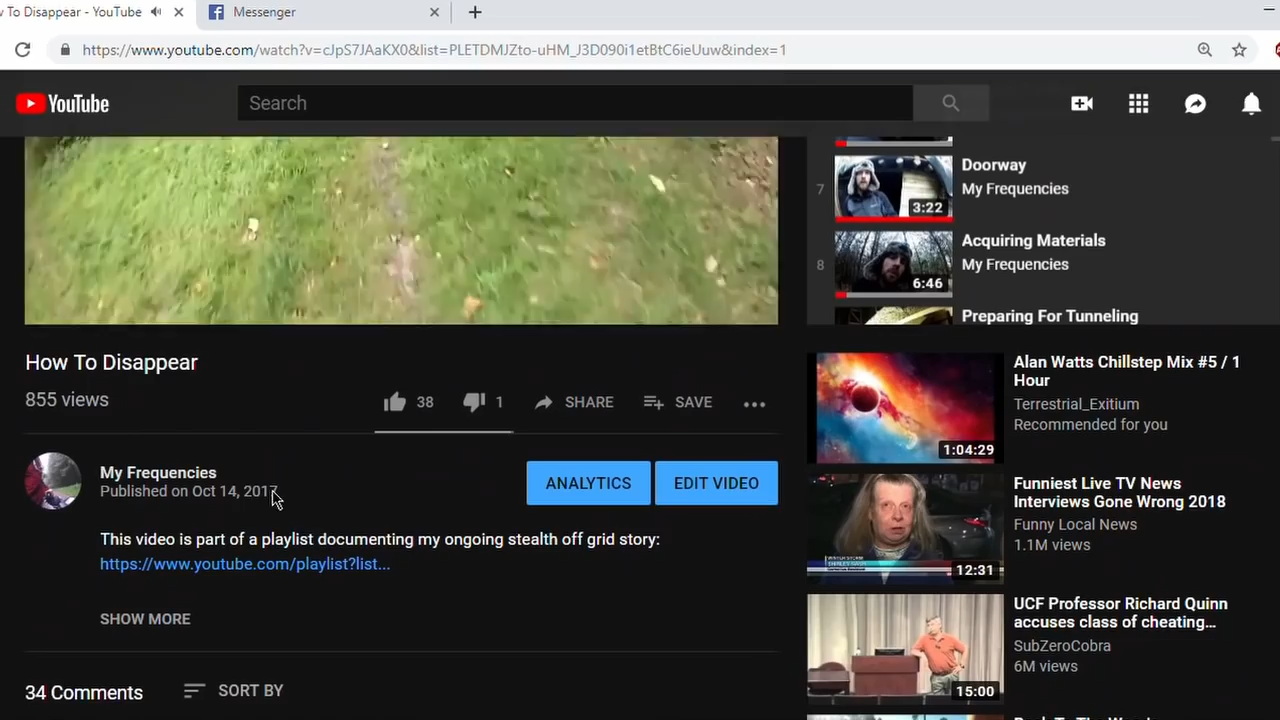 To Disappear - YouTube
Messenger
https://www.youtube.com/watch?v=cJpS7JAaKX0&list=PLETDMJZto-uHM_J3D090i1etBtC6ieUuw&index=1
YouTube
Search
7
Doorway
My Frequencies
3:22
8
Acquiring Materials
My Frequencies
6:46
Preparing For Tunneling
How To Disappear
855 views
38
1
SHARE
SAVE
My Frequencies
Published on Oct 14, 2017
ANALYTICS
EDIT VIDEO
This video is part of a playlist documenting my ongoing stealth off grid story:
https://www.youtube.com/playlist?list...
SHOW MORE
34 Comments
SORT BY
Alan Watts Chillstep Mix #5 / 1
Hour
Terrestrial_Exitium
Recommended for you
1:04:29
Funniest Live TV News
Interviews Gone Wrong 2018
Funny Local News
1.1M views
12:31
UCF Professor Richard Quinn
accuses class of cheating...
SubZeroCobra
6M views
15:00